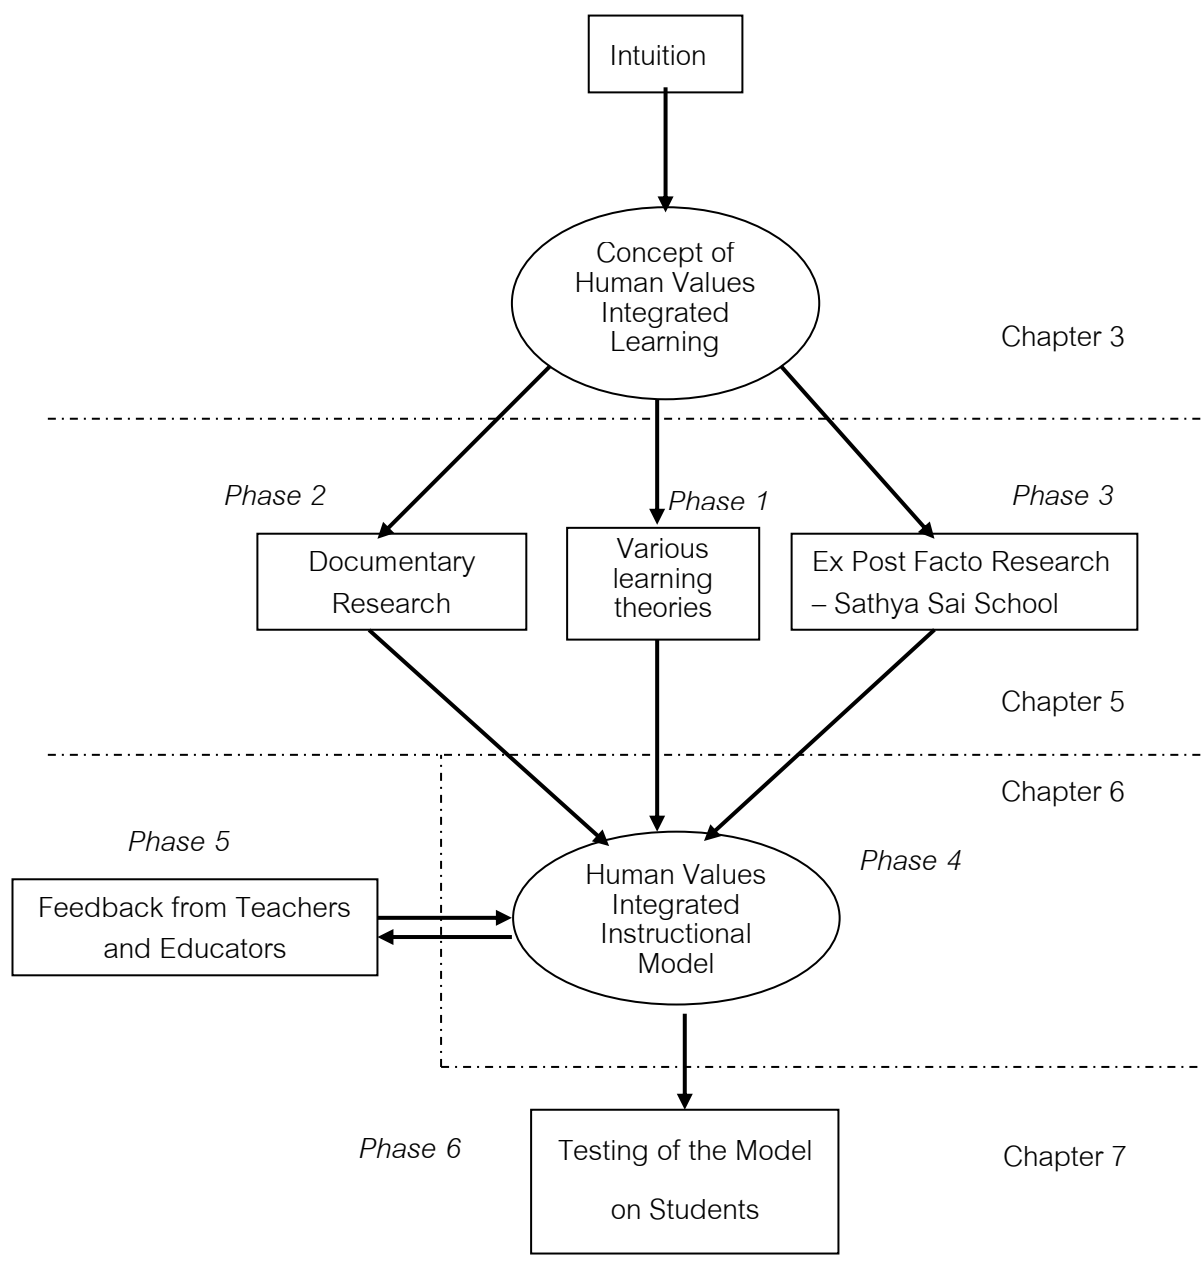 Intuition
Concept of
Human Values
Integrated
Learning
Chapter 3
Phase 2
Phase 1
Phase 3
Documentary
Research
Various
learning
theories
Ex Post Facto Research
– Sathya Sai School
Chapter 5
Chapter 6
Phase 5
Phase 4
Feedback from Teachers
and Educators
Human Values
Integrated
Instructional
Model
Phase 6
Testing of the Model
on Students
Chapter 7